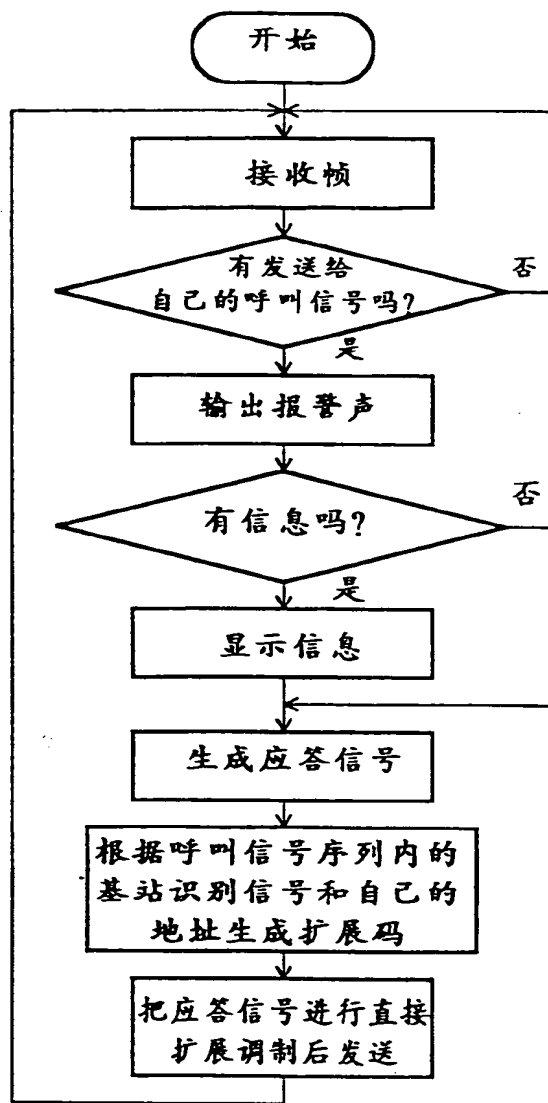 开始
接收帧
有发送给
自己的呼叫信号吗?
否
是
输出报警声
否
有信息吗?
是
显示信息
生成应答信号
根据呼叫信号序列内的
基站识别信号和自己的
地址生成扩展码
把应答信号进行直接
扩展调制后发送